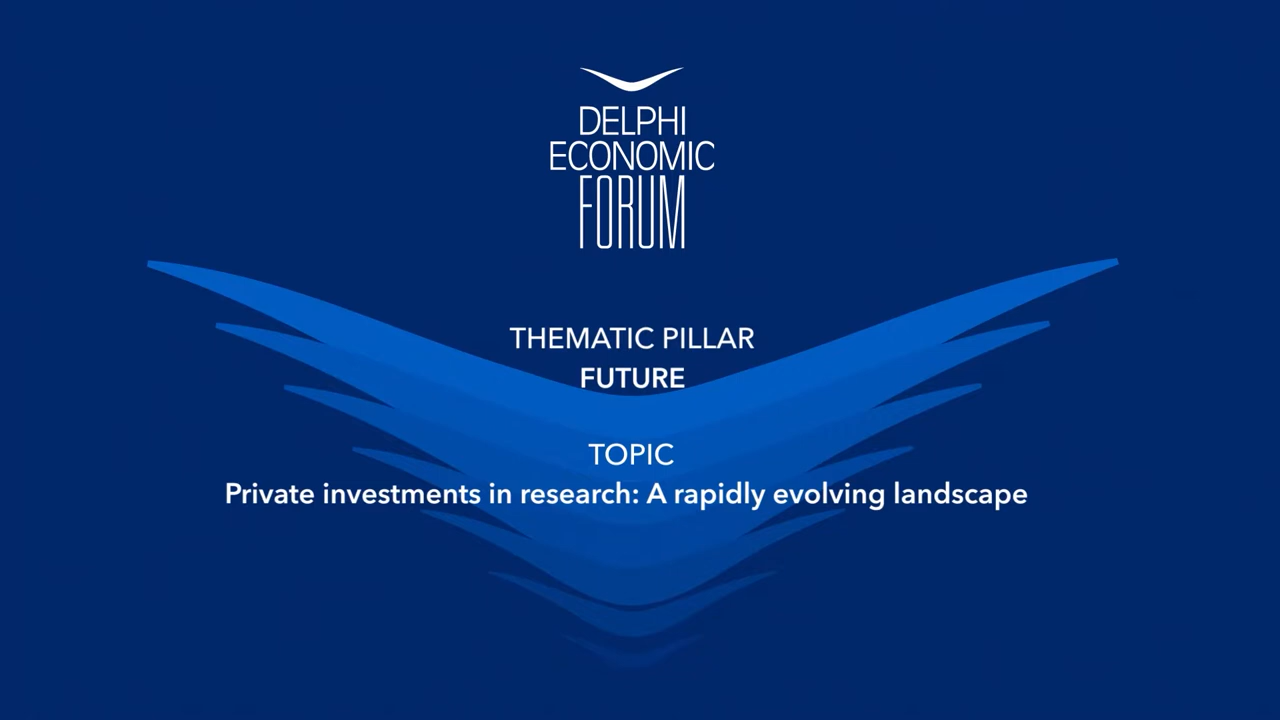 DELPHI
ECONOMIC
FORUM
THEMATIC PILLAR
FUTURE
TOPIC
Private investments in research: A rapidly evolving landscape